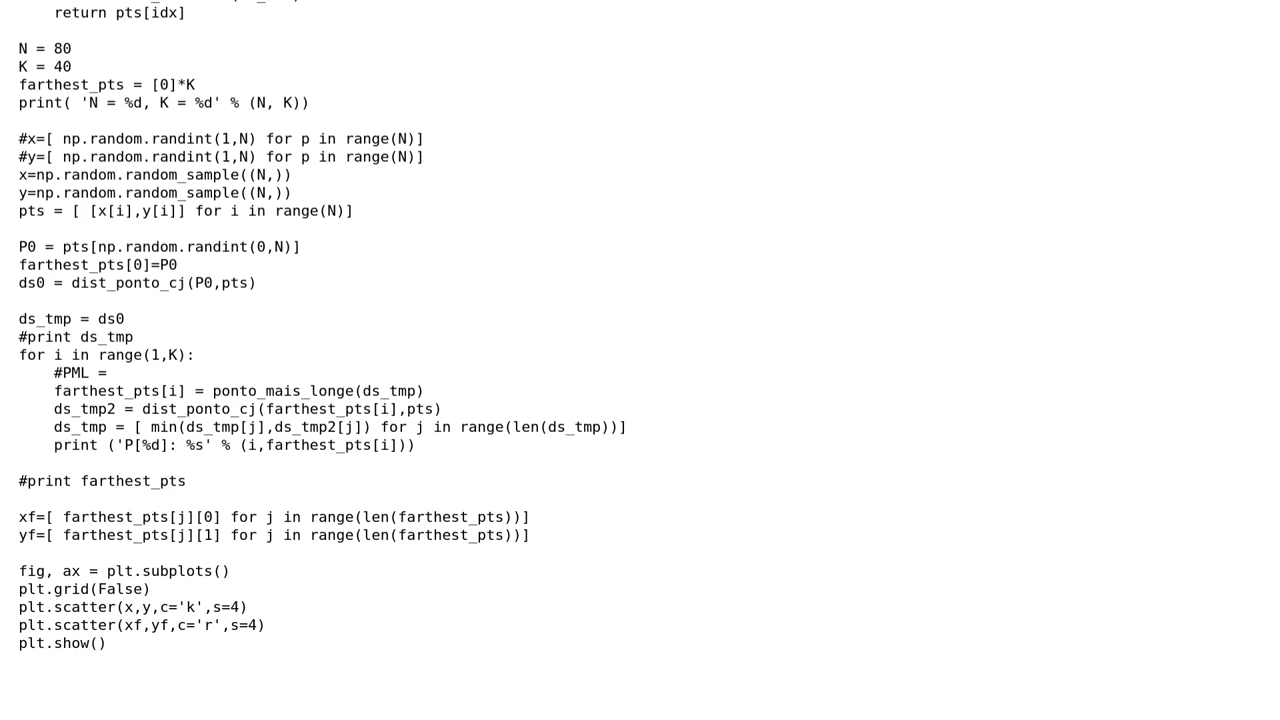 return pts[idx]

N = 80
K = 40
farthest_pts = [0]*K
print( 'N = %d, K = %d' % (N, K))

#x=[ np.random.randint(1,N) for p in range(N)]
#y=[ np.random.randint(1,N) for p in range(N)]
x=np.random.random_sample((N,))
y=np.random.random_sample((N,))
pts = [ [x[i],y[i]] for i in range(N)]

P0 = pts[np.random.randint(0,N)]
farthest_pts[0]=P0
ds0 = dist_ponto_cj(P0,pts)

ds_tmp = ds0
#print ds_tmp
for i in range(1,K):
    #PML =
    farthest_pts[i] = ponto_mais_longe(ds_tmp)
    ds_tmp2 = dist_ponto_cj(farthest_pts[i],pts)
    ds_tmp = [ min(ds_tmp[j],ds_tmp2[j]) for j in range(len(ds_tmp))]
    print ('P[%d]: %s' % (i,farthest_pts[i]))

#print farthest_pts

xf=[ farthest_pts[j][0] for j in range(len(farthest_pts))]
yf=[ farthest_pts[j][1] for j in range(len(farthest_pts))]

fig, ax = plt.subplots()
plt.grid(False)
plt.scatter(x,y,c='k',s=4)
plt.scatter(xf,yf,c='r',s=4)
plt.show()